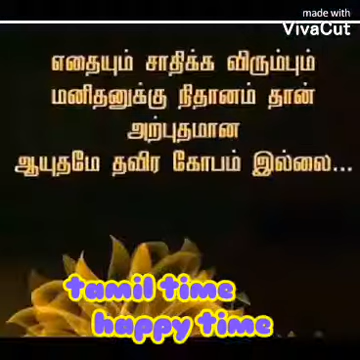 made with
VivaCut
எதையும் சாதிக்க விரும்பும்
மனிதனுக்கு நிதானம் தான்
அற்புதமான
ஆயுதமே தவிர கோபம் இல்லை...
tamil time
happy time